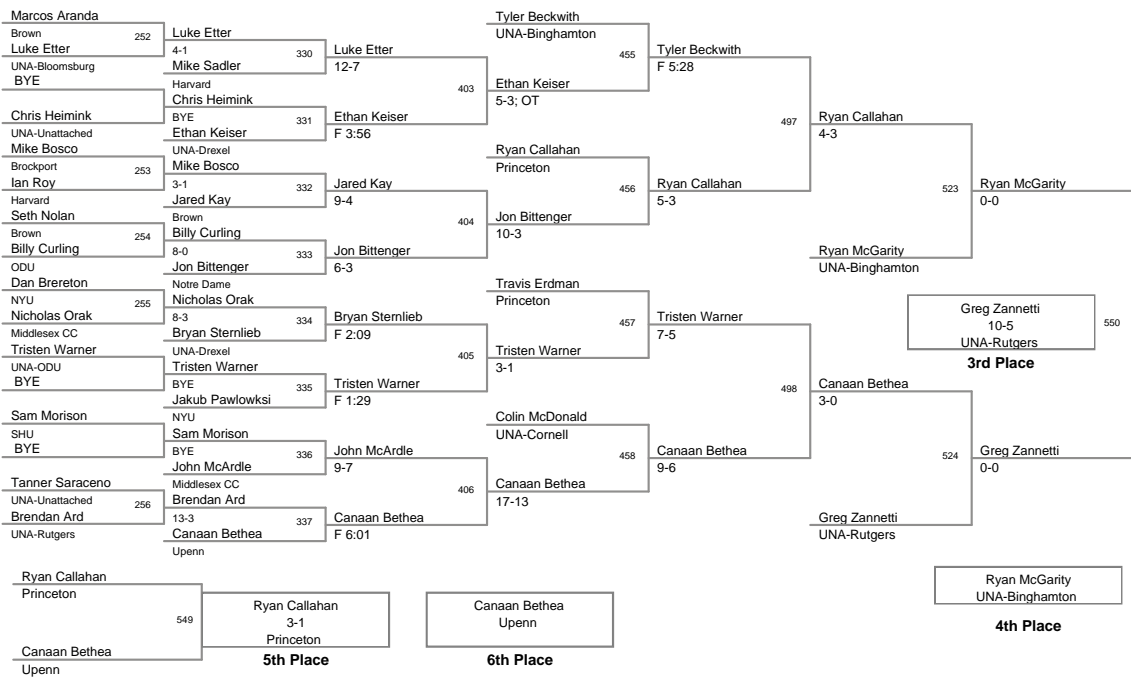 Marcos Aranda
Brown
252
Luke Etter
UNA-Bloomsburg
BYE
Chris Heimink
UNA-Unattached
Mike Bosco
Brockport
253
Ian Roy
Harvard
Seth Nolan
Brown
254
Billy Curling
ODU
Dan Brereton
NYU
255
Nicholas Orak
Middlesex CC
Tristen Warner
UNA-ODU
BYE
Sam Morison
SHU
BYE
Tanner Saraceno
UNA-Unattached
256
Brendan Ard
UNA-Rutgers
Luke Etter
4-1
330
Mike Sadler
Harvard
Chris Heimink
BYE
331
Ethan Keiser
UNA-Drexel
Mike Bosco
3-1
332
Jared Kay
Brown
Billy Curling
8-0
333
Jon Bittenger
Notre Dame
Nicholas Orak
8-3
334
Bryan Sternlieb
UNA-Drexel
Tristen Warner
BYE
335
Jakub Pawlowksi
NYU
Sam Morison
BYE
336
John McArdle
Middlesex CC
Brendan Ard
13-3
337
Canaan Bethea
Upenn
Luke Etter
12-7
403
Ethan Keiser
F 3:56
Jared Kay
9-4
404
Jon Bittenger
6-3
Bryan Sternlieb
F 2:09
405
Tristen Warner
F 1:29
John McArdle
9-7
406
Canaan Bethea
F 6:01
Tyler Beckwith
UNA-Binghamton
455
Ethan Keiser
5-3; OT
Ryan Callahan
Princeton
456
Jon Bittenger
10-3
Travis Erdman
Princeton
457
Tristen Warner
3-1
Colin McDonald
UNA-Cornell
458
Canaan Bethea
17-13
Tyler Beckwith
F 5:28
497
Ryan Callahan
5-3
Tristen Warner
7-5
498
Canaan Bethea
9-6
Ryan Callahan
4-3
523
Ryan McGarity
UNA-Binghamton
Canaan Bethea
3-0
524
Greg Zannetti
UNA-Rutgers
Ryan McGarity
0-0
Greg Zannetti
10-5
UNA-Rutgers
550
3rd Place
Greg Zannetti
0-0
Ryan McGarity
UNA-Binghamton
4th Place
Ryan Callahan
Princeton
549
Canaan Bethea
Upenn
Ryan Callahan
3-1
Princeton
5th Place
Canaan Bethea
Upenn
6th Place